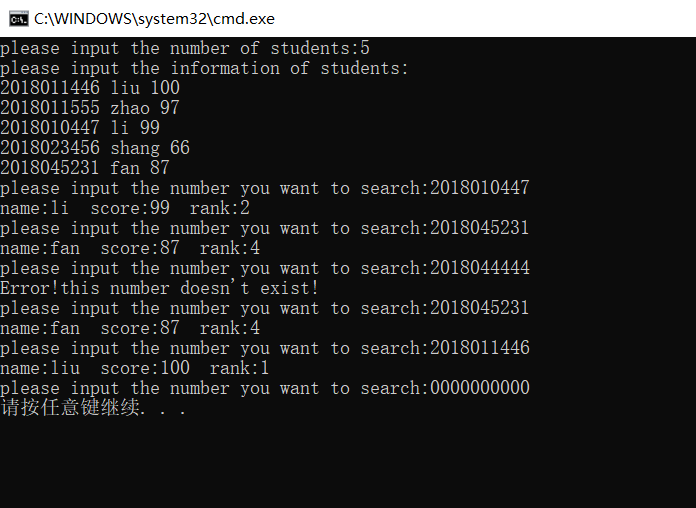 C:\WINDOWS\system32\cmd.exe
please input the number of students:5
please input the information of students:
2018011446 liu 100
2018011555 zhao 97
2018010447 li 99
2018023456 shang 66
2018045231 fan 87
please input the number you want to search:2018010447
name:li  score:99  rank:2
please input the number you want to search:2018045231
name:fan  score:87  rank:4
please input the number you want to search:2018044444
Error!this number doesn't exist!
please input the number you want to search:2018045231
name:fan  score:87  rank:4
please input the number you want to search:2018011446
name:liu  score:100  rank:1
please input the number you want to search:0000000000
请按任意键继续. . .